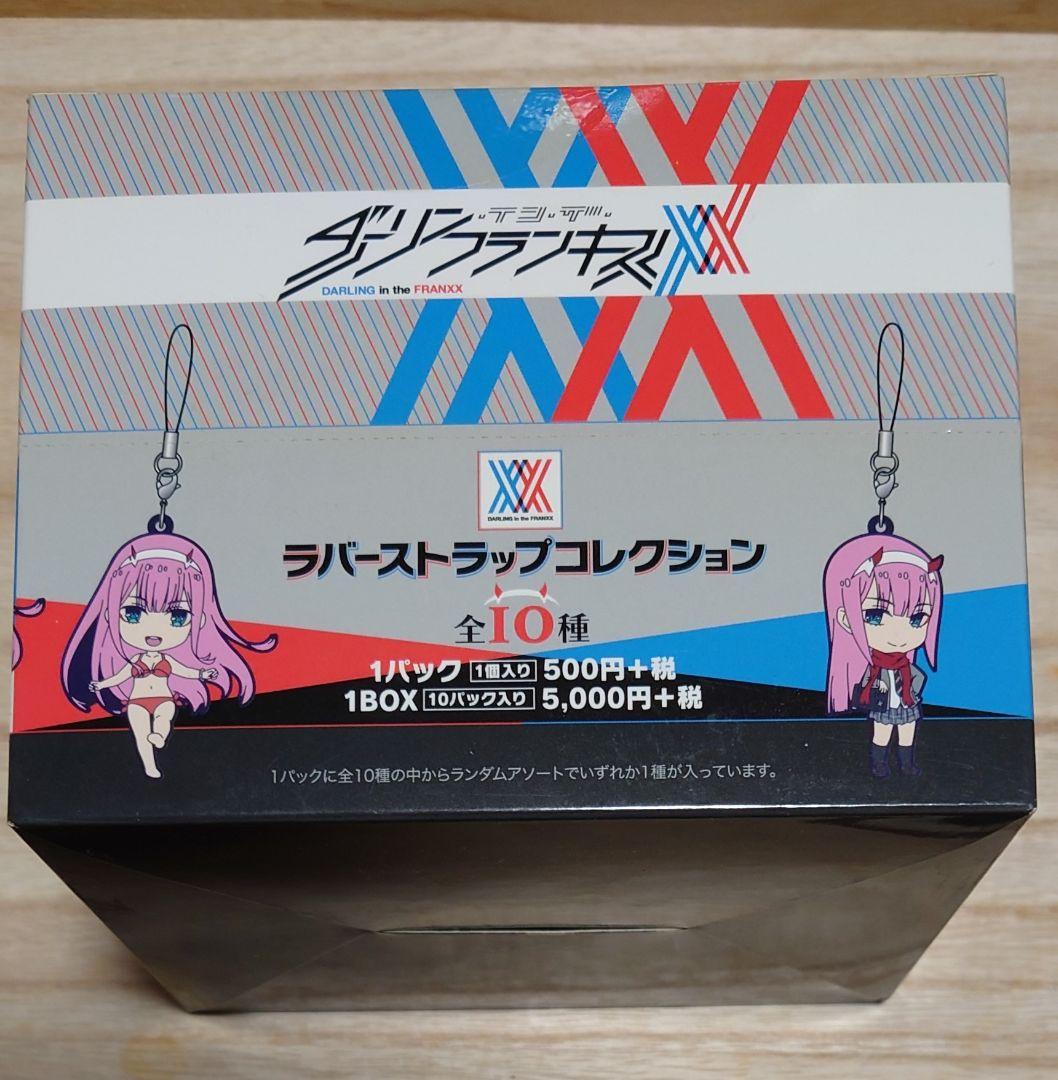 ダーリン・イン・ザ・
フランキス
DARLING in the FRANXX
DARLING in the FRANXX
ラバーストラップコレクション
全10種
1パック 1個入り 500円+税
1BOX 10パック入り 5,000円+税
1パックに全10種の中からランダムアソートでいずれか1種が入っています。